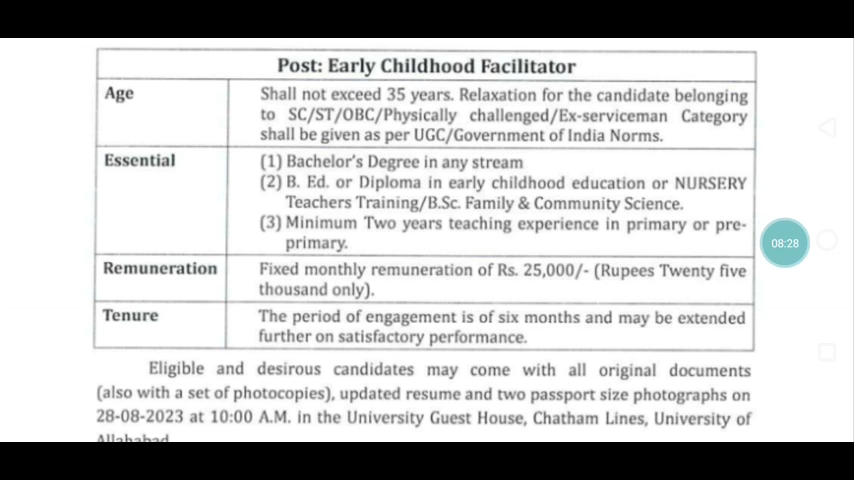 Post: Early Childhood Facilitator
Age
Shall not exceed 35 years. Relaxation for the candidate belonging
to SC/ST/OBC/Physically challenged/Ex-serviceman Category
shall be given as per UGC/Government of India Norms.
Essential
(1) Bachelor's Degree in any stream
(2) B. Ed. or Diploma in early childhood education or NURSERY
Teachers Training/B.Sc. Family & Community Science.
(3) Minimum Two years teaching experience in primary or pre-
primary.
08:28
Remuneration
Fixed monthly remuneration of Rs. 25,000/- (Rupees Twenty five
thousand only).
Tenure
The period of engagement is of six months and may be extended
further on satisfactory performance.
Eligible and desirous candidates may come with all original documents
(also with a set of photocopies), updated resume and two passport size photographs on
28-08-2023 at 10:00 A.M. in the University Guest House, Chatham Lines, University of
Allahabad